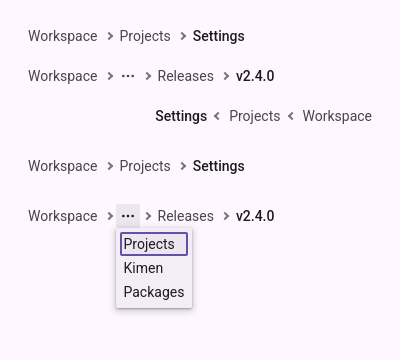 Workspace > Projects > Settings
Workspace > ... > Releases > v2.4.0
Settings < Projects < Workspace
Workspace > Projects > Settings
Workspace > ... > Releases > v2.4.0
Projects
Kimen
Packages